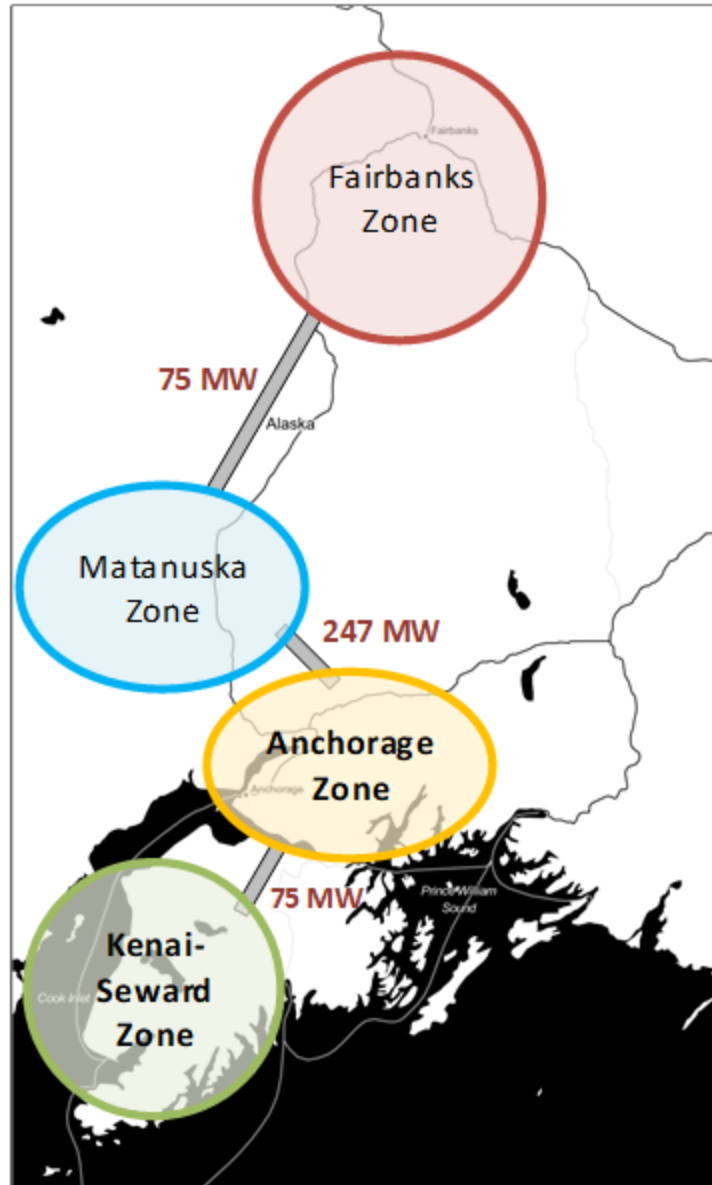 Fairbanks
Fairbanks
Zone
75 MW
Alaska
Matanuska
Zone
247 MW
Anchorage
Zone
Anchorage
75 MW
Prince William
Sound
Kenai-
Seward
Zone
Cook Inlet